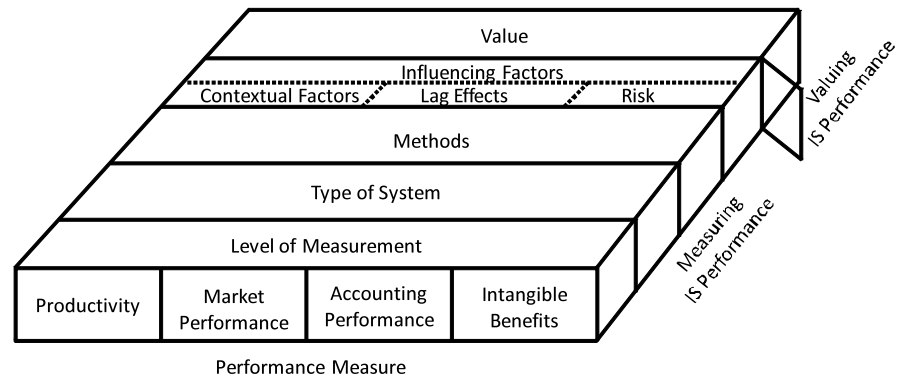 Value
Influencing Factors
Contextual Factors
Lag Effects
Risk
Methods
Type of System
Level of Measurement
Productivity
Market
Performance
Accounting
Performance
Intangible
Benefits
Performance Measure
Measuring
IS Performance
Valuing
IS Performance